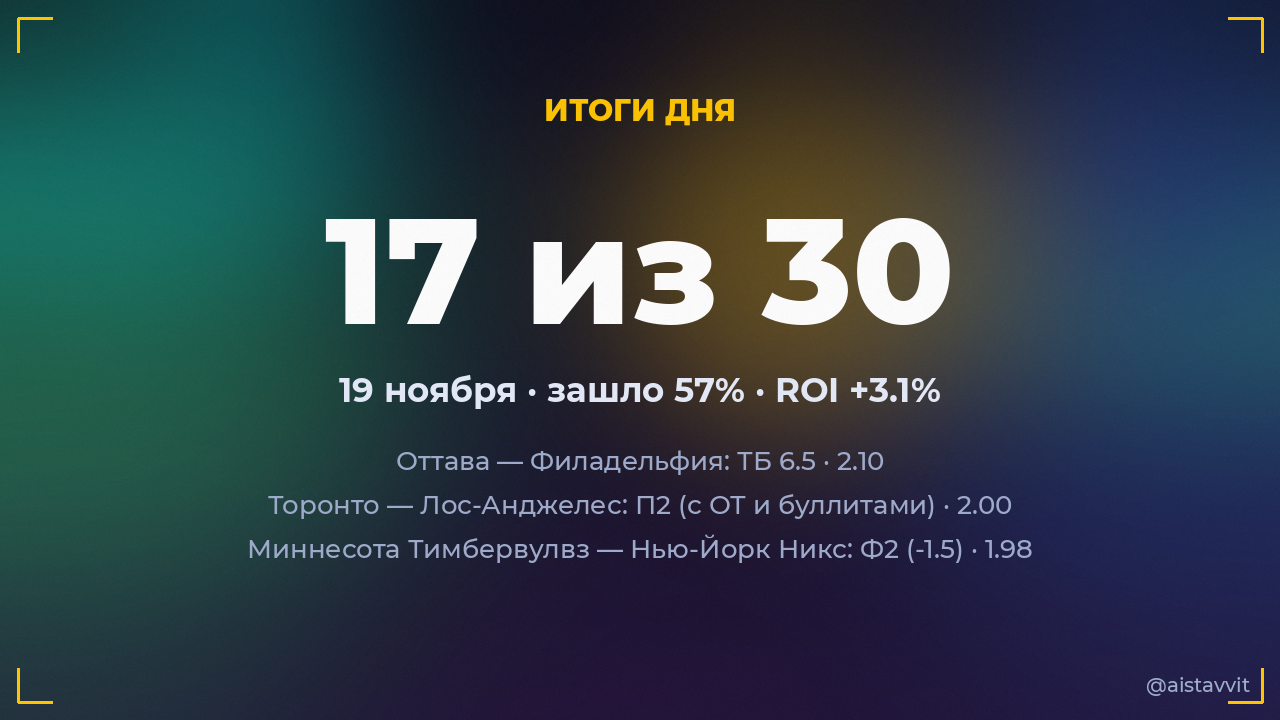 ИТОГИ ДНЯ
17 из 30
19 ноября · зашло 57% · ROI +3.1%
Оттава — Филадельфия: ТБ 6.5 · 2.10
Торонто — Лос-Анджелес: П2 (с ОТ и буллитами) · 2.00
Миннесота Тимбервулвз — Нью-Йорк Никс: Ф2 (-1.5) · 1.98
@aistavvit